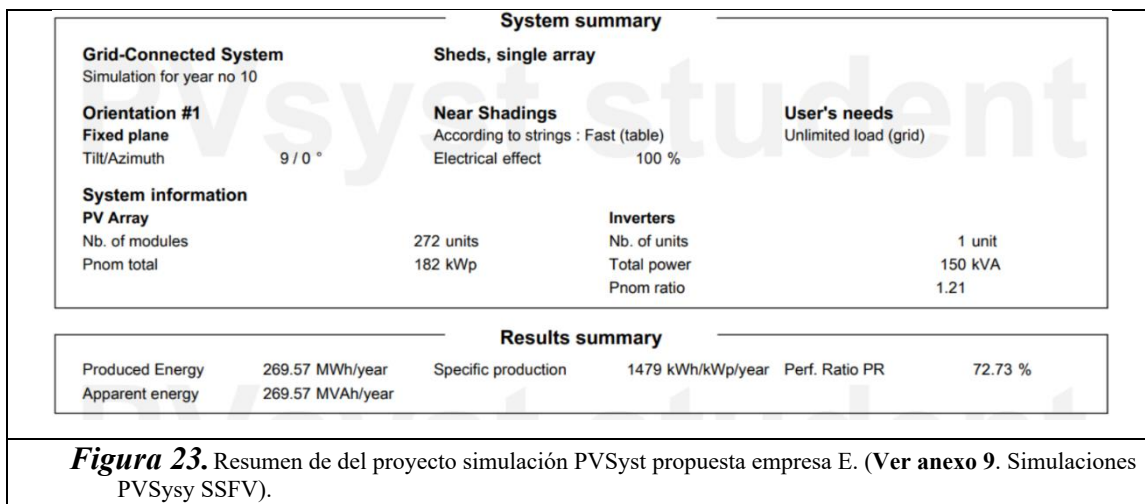 System summary
Grid-Connected System Sheds, single array
Simulation for year no 10
Orientation #1 Near Shadings User's needs
Fixed plane According to strings : Fast (table) Unlimited load (grid)
Tilt/Azimuth 9 / 0 ° Electrical effect 100 %
System information
PV Array Inverters
Nb. of modules 272 units Nb. of units 1 unit
Pnom total 182 kWp Total power 150 kVA
Pnom ratio 1.21
PVsyst student
Results summary
Produced Energy 269.57 MWh/year Specific production 1479 kWh/kWp/year Perf. Ratio PR 72.73 %
Apparent energy 269.57 MVAh/year
PVsyst student
Figura 23. Resumen de del proyecto simulación PVSyst propuesta empresa E. (Ver anexo 9. Simulaciones
PVSysy SSFV).